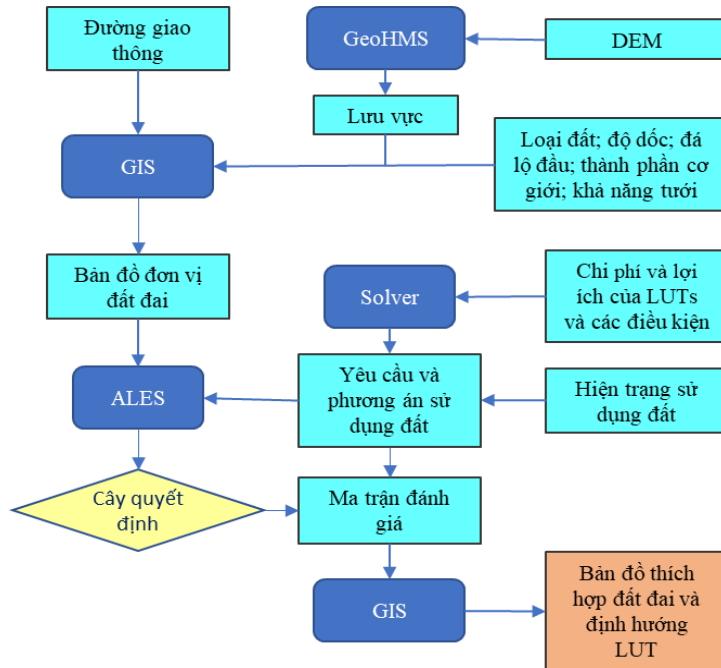 Đường giao
thông
GeoHMS
DEM
Lưu vực
Loại đất; độ dốc; đá
lộ đầu; thành phần cơ
giới; khả năng tưới
GIS
Bản đồ đơn vị
đất đai
Solver
Chi phí và lợi
ích của LUTs
và các điều kiện
ALES
Yêu cầu và
phương án sử
dụng đất
Hiện trạng sử
dụng đất
Cây quyết
định
Ma trận đánh
giá
GIS
Bản đồ thích
hợp đất đai và
định hướng
LUT